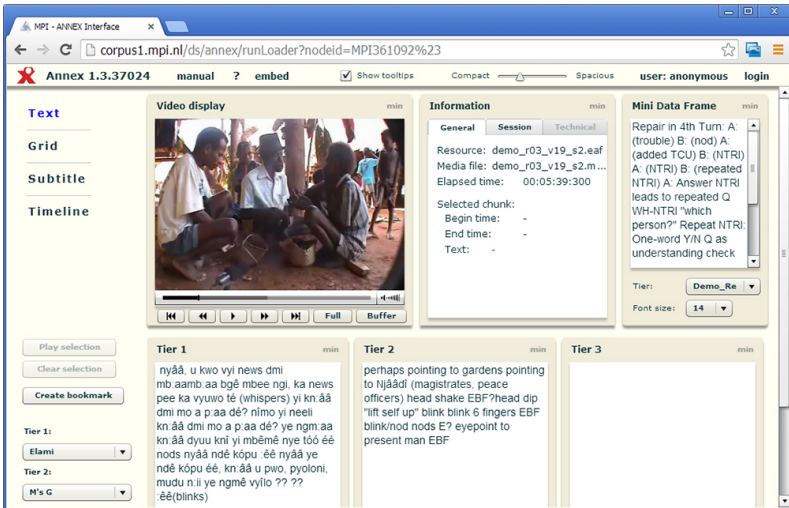 MPI - ANNEX Interface
corpus1.mpi.nl/ds/annex/runLoader?nodeid=MPI361092%23
Annex 1.3.37024 manual ? embed Show tooltips Compact Spacious user: anonymous login
Text
Grid
Subtitle
Timeline
Video display min
Full Buffer
Information min
General Session Technical
Resource: demo_r03_v19_s2.eaf
Media file: demo_r03_v19_s2.m...
Elapsed time: 00:05:39:300
Selected chunk:
Begin time: -
End time: -
Text: -
Mini Data Frame min
Repair in 4th Turn: A:
(trouble) B: (nod) A:
(added TCU) B: (NTRI)
A: (NTRI) B: (repeated
NTRI) A: Answer NTRI
leads to repeated Q
WH-NTRI "which
person?" Repeat NTRI:
One-word Y/N Q as
understanding check
Tier: Demo_Re
Font size: 14
Play selection
Clear selection
Create bookmark
Tier 1:
Elami
Tier 2:
M's G
Tier 1 min
nyââ, u kwo vyi news dmi
mb:aamb:aa bgê mbee ngi, ka news
pee ka vyuwo té (whispers) yi kn:ââ
dmi mo a p:aa dé? nîmo yi neeli
kn:ââ dmi mo a p:aa dé? ye ngm:aa
kn:ââ dyuu knî yi mbêmê nye tóó éé
nods nyââ ndê kópu :êê nyââ ye
ndê kópu éé, kn:ââ u pwo, pyoloni,
mudu n:ii ye ngmê vyîlo ?? ??
:êê(blinks)
Tier 2 min
perhaps pointing to gardens pointing
to Njââdî (magistrates, peace
officers) head shake EBF?head dip
"lift self up" blink blink 6 fingers EBF
blink/nod nods E? eyepoint to
present man EBF
Tier 3 min